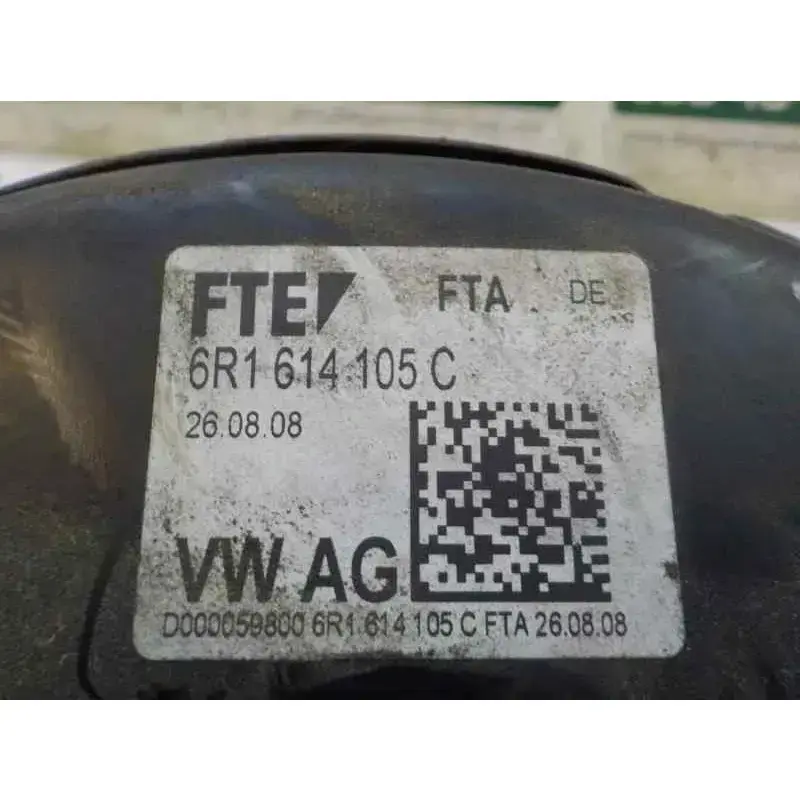 FTE FTA DE
6R1 614 105 C
26.08.08
VW AG
D000059800 6R1 614 105 C FTA 26.08.08